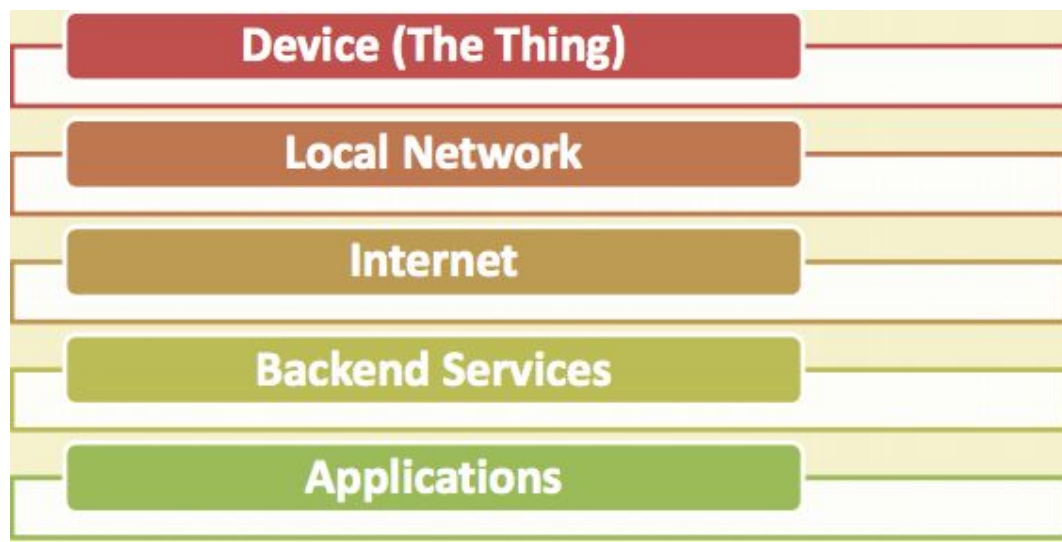 Device (The Thing)
Local Network
Internet
Backend Services
Applications